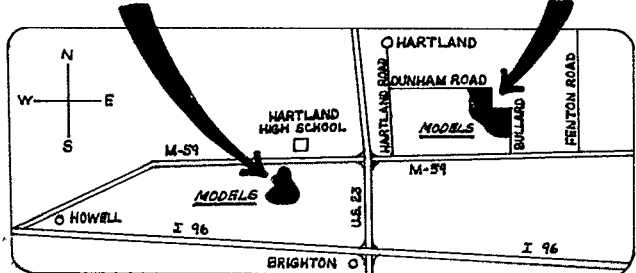 N
HARTLAND
W E
DUNHAM ROAD
HARTLAND ROAD
FENTON ROAD
HARTLAND
HIGH SCHOOL
MODELS
BULLARD
S
M-59
M-59
MODELS
U.S. 23
HOWELL
I 96
I 96
BRIGHTON